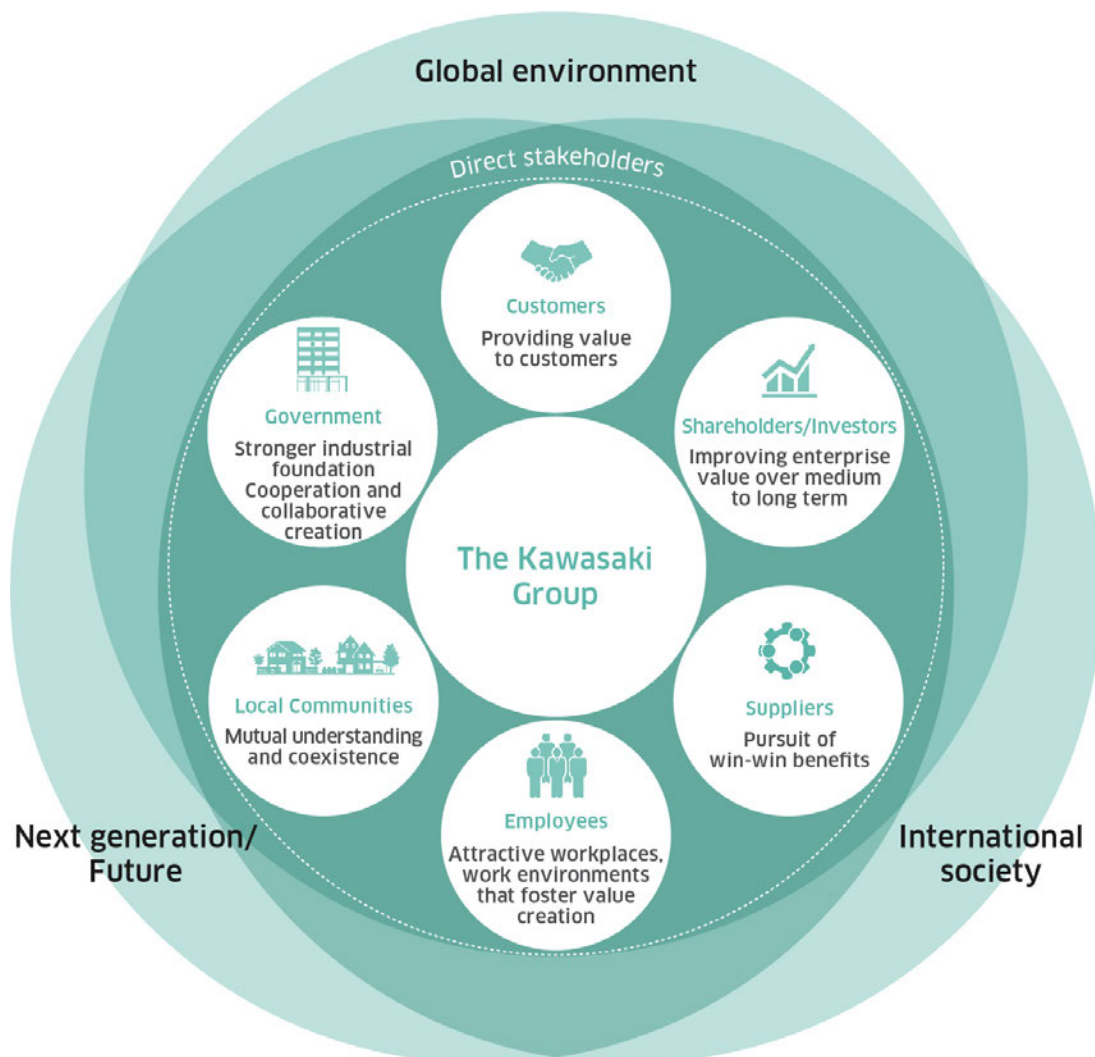 Global environment
Direct stakeholders
Customers
Providing value
to customers
Government
Stronger industrial
foundation
Cooperation and
collaborative
creation
Shareholders/Investors
Improving enterprise
value over medium
to long term
The Kawasaki
Group
Local Communities
Mutual understanding
and coexistence
Suppliers
Pursuit of
win-win benefits
Employees
Attractive workplaces,
work environments
that foster value
creation
Next generation/
Future
International
society